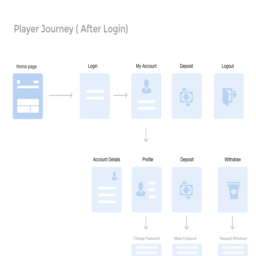 Player Journey ( After Login)
Home page
Login
My Account
Deposit
Logout
Account Details
Profile
Deposit
Withdraw
Change Password
Make A Deposit
Request Withdrawl